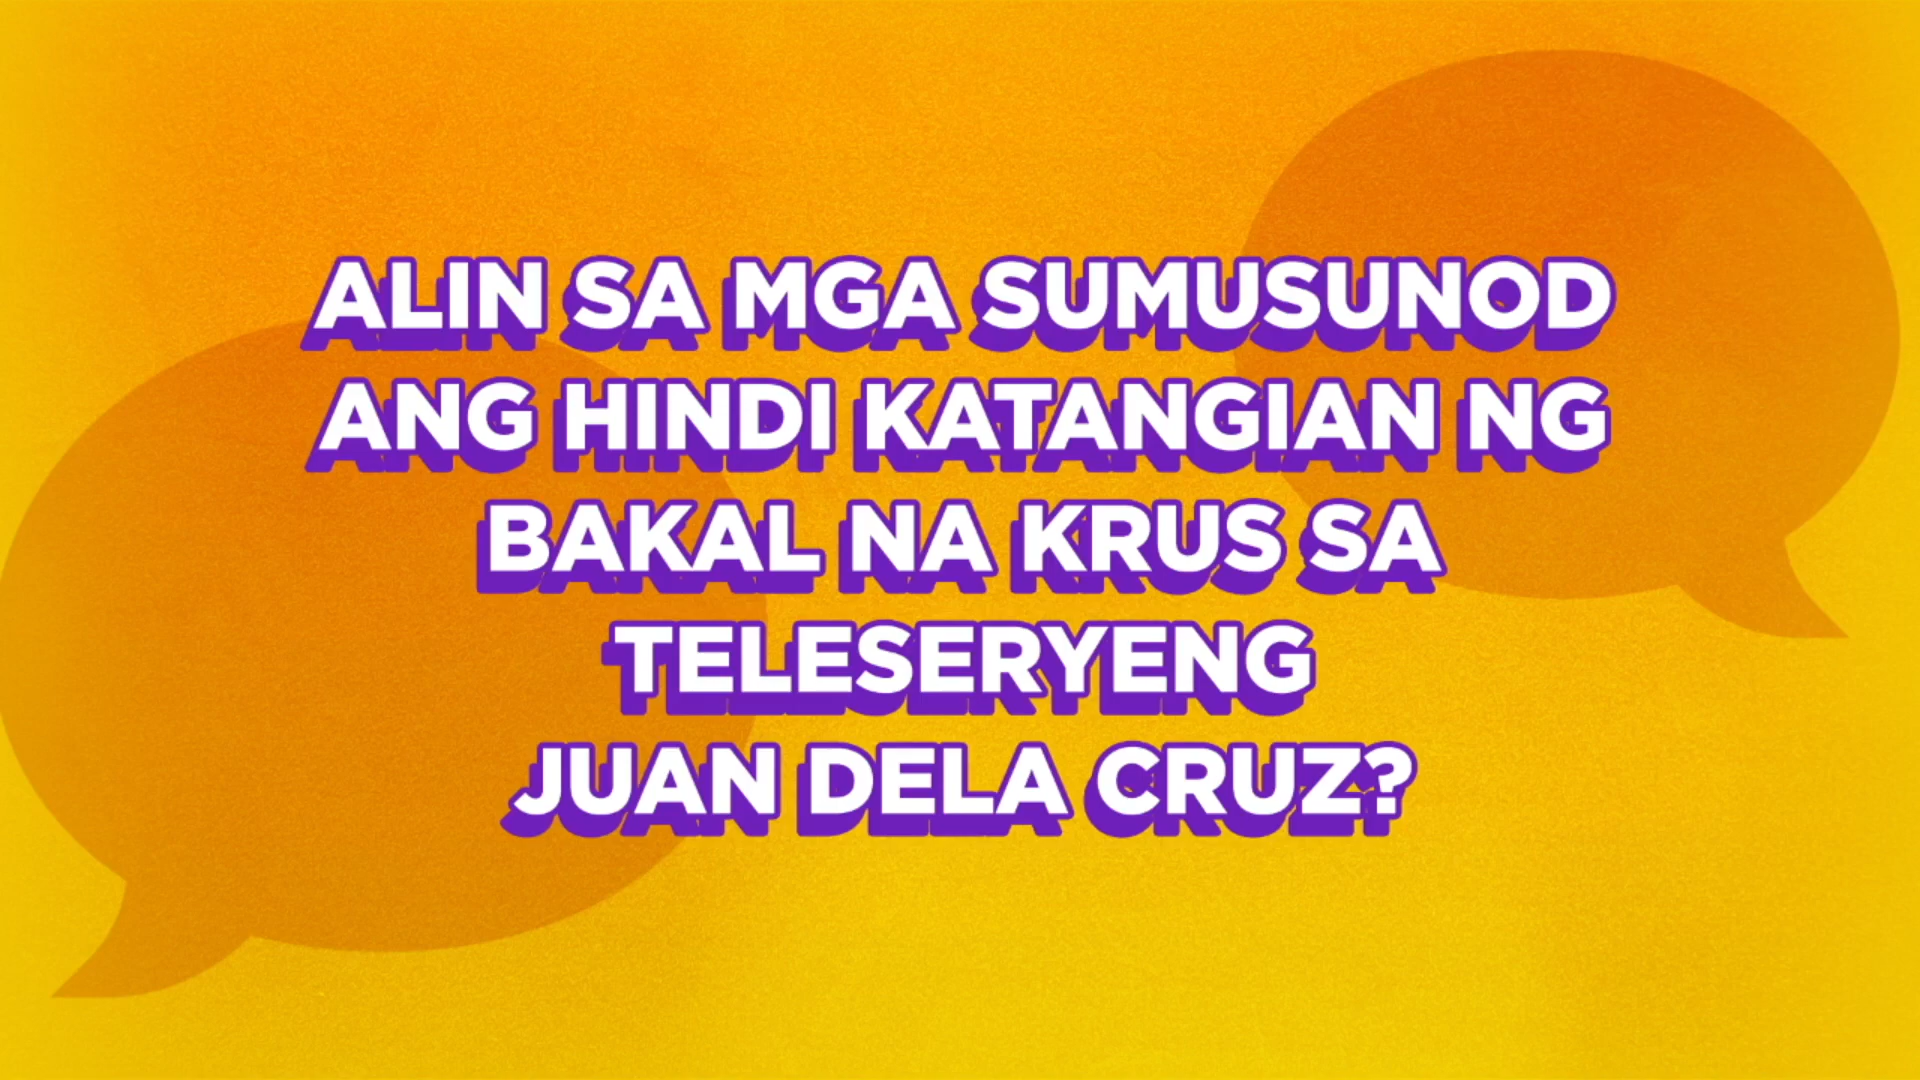 ALIN SA MGA SUMUSUNOD
ANG HINDI KATANGIAN NG
BAKAL NA KRUS SA
TELESERYENG
JUAN DELA CRUZ?